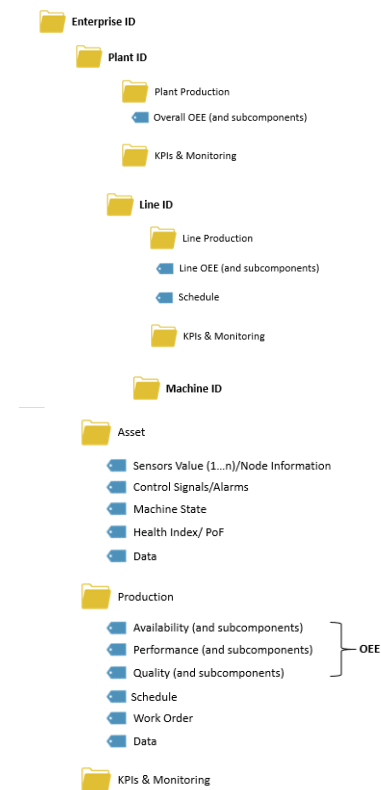 Enterprise ID
Plant ID
Plant Production
Overall OEE (and subcomponents)
KPIs & Monitoring
Line ID
Line Production
Line OEE (and subcomponents)
Schedule
KPIs & Monitoring
Machine ID
Asset
Sensors Value (1...n)/Node Information
Control Signals/Alarms
Machine State
Health Index/ PoF
Data
Production
Availability (and subcomponents)
Performance (and subcomponents)
OEE
Quality (and subcomponents)
Schedule
Work Order
Data
KPIs & Monitoring